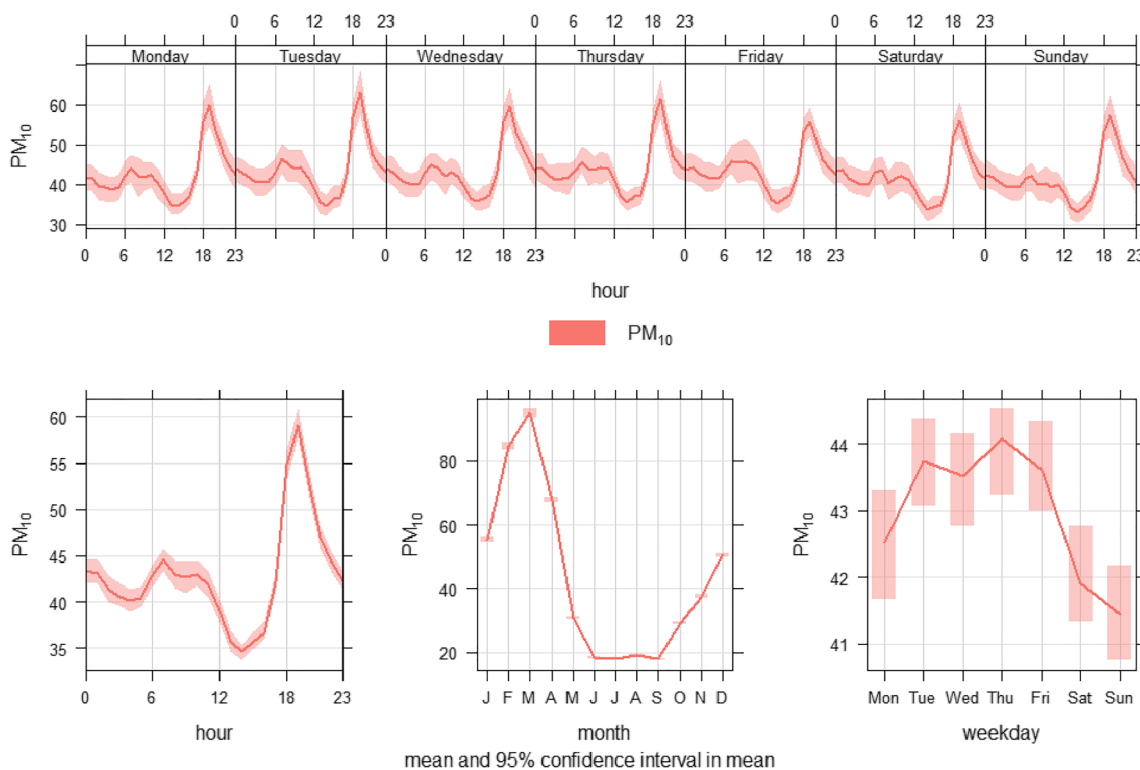 0 6 12 18 23 0 6 12 18 23 0 6 12 18 23
Monday Tuesday Wednesday Thursday Friday Saturday Sunday
60
50
40
30
PM10
0 6 12 18 23 0 6 12 18 23 0 6 12 18 23 0 6 12 18 23
hour
PM10
60
55
50
45
40
35
PM10
0 6 12 18 23
hour
80
60
40
20
PM10
J F M A M J J A S O N D
month
44
43
42
41
PM10
Mon Tue Wed Thu Fri Sat Sun
weekday
mean and 95% confidence interval in mean